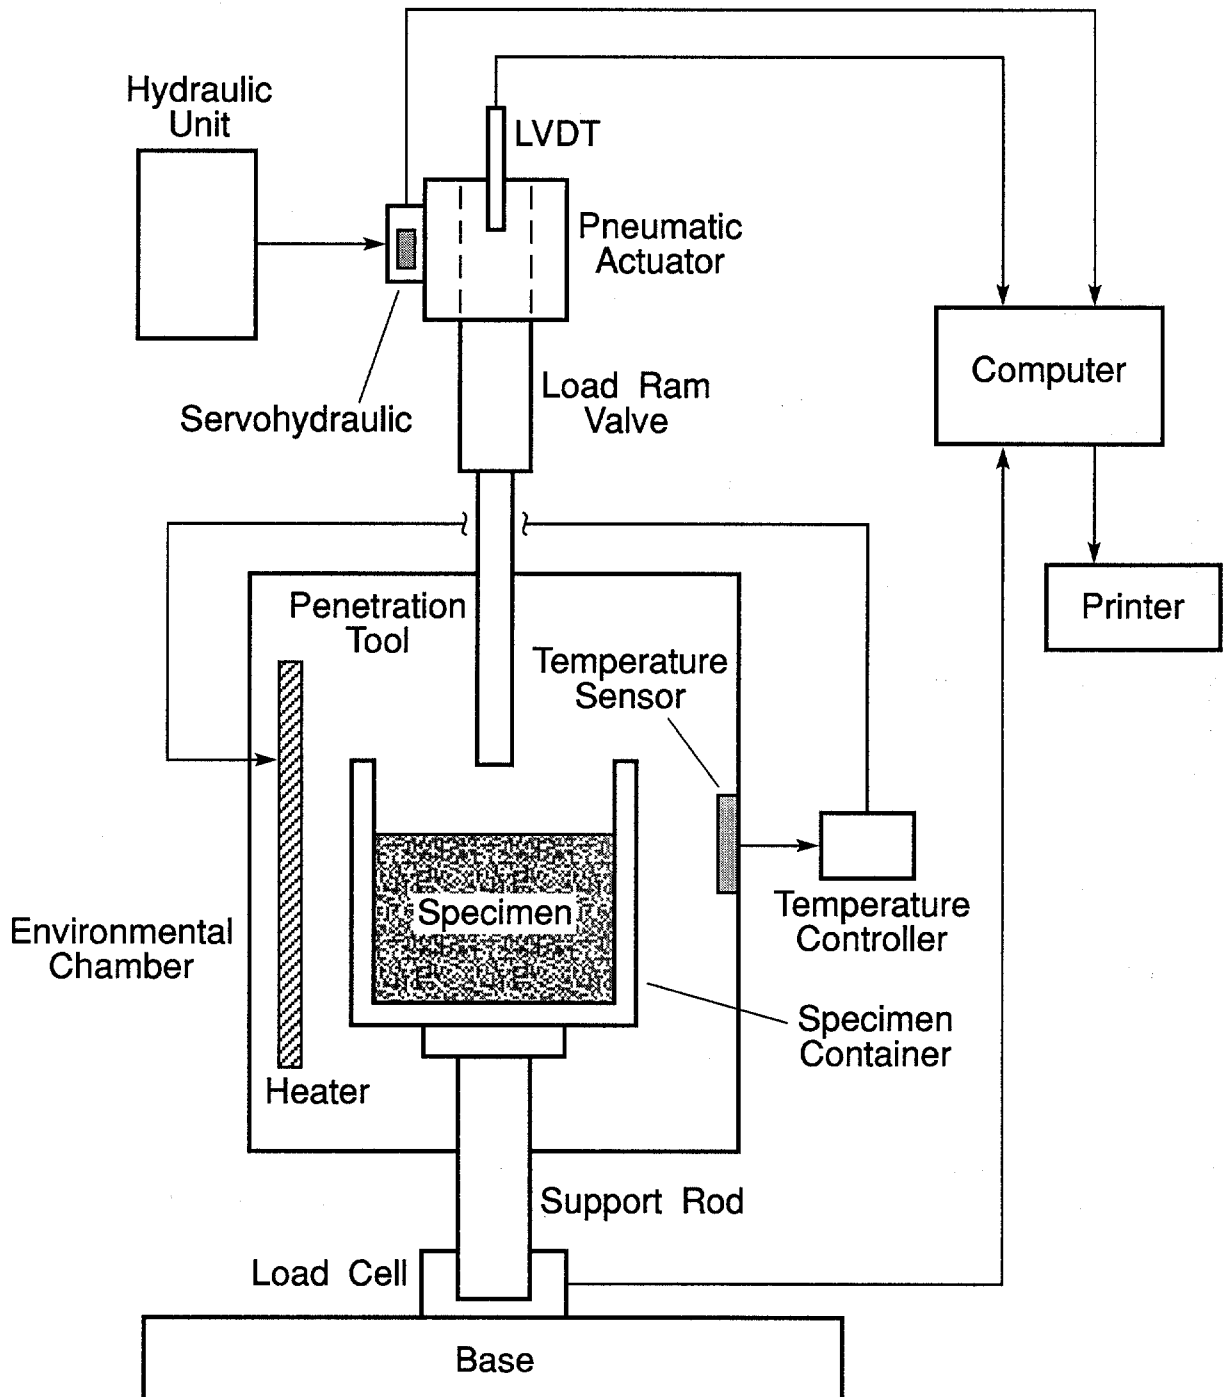 Hydraulic
Unit
LVDT
Pneumatic
Actuator
Servohydraulic
Load Ram
Valve
Computer
Printer
Penetration
Tool
Temperature
Sensor
Specimen
Temperature
Controller
Environmental
Chamber
Specimen
Container
Heater
Support Rod
Load Cell
Base